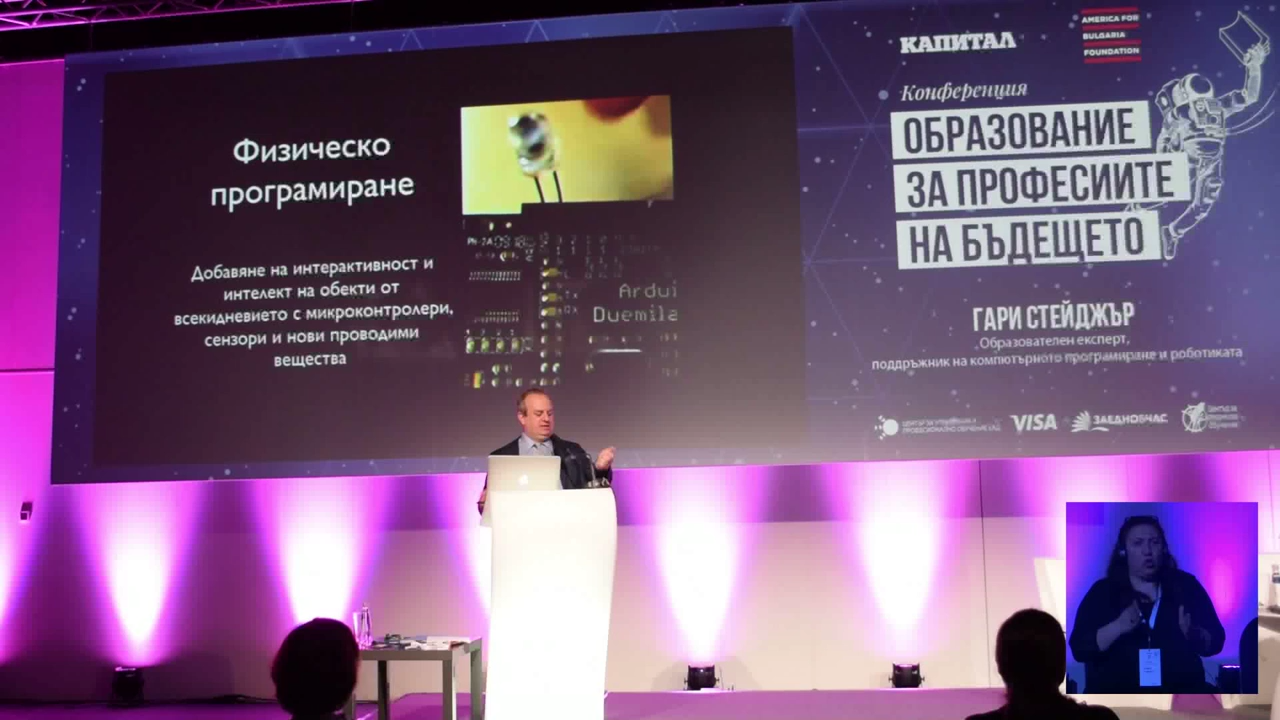 Физическо
програмиране
Добавяне на интерактивност и
интелект на обекти от
всекидневието с микроконтролери,
сензори и нови проводими
вещества
Ardui
Duemila
КАПИТАЛ
AMERICA FOR
BULGARIA
FOUNDATION
Конференция
ОБРАЗОВАНИЕ
ЗА ПРОФЕСИИТЕ
НА БЪДЕЩЕТО
ГАРИ СТЕЙДЖЪР
Образователен експерт,
поддръжник на компютърното програмиране и роботиката
VISA
ЗАЕДНОЧАС